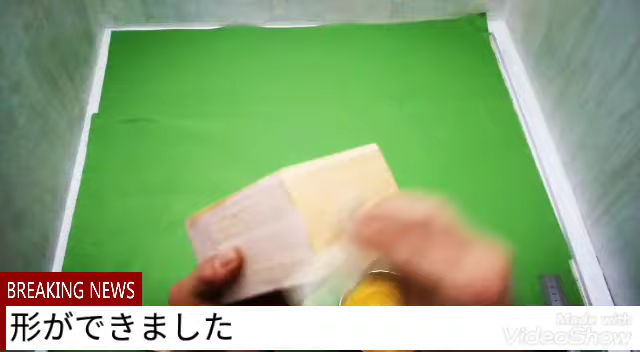 BREAKING NEWS
形ができました
Made with
VideoShow